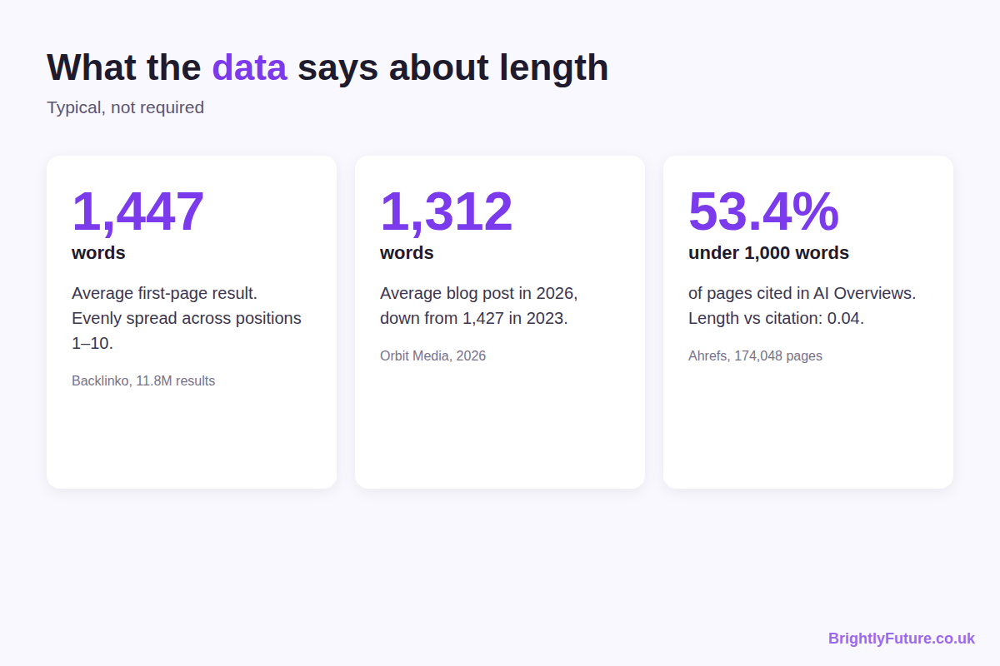 What the data says about length
Typical, not required
1,447
words
Average first-page result.
Evenly spread across positions
1–10.
Backlinko, 11.8M results
1,312
words
Average blog post in 2026,
down from 1,427 in 2023.
Orbit Media, 2026
53.4%
under 1,000 words
of pages cited in AI Overviews.
Length vs citation: 0.04.
Ahrefs, 174,048 pages
BrightlyFuture.co.uk